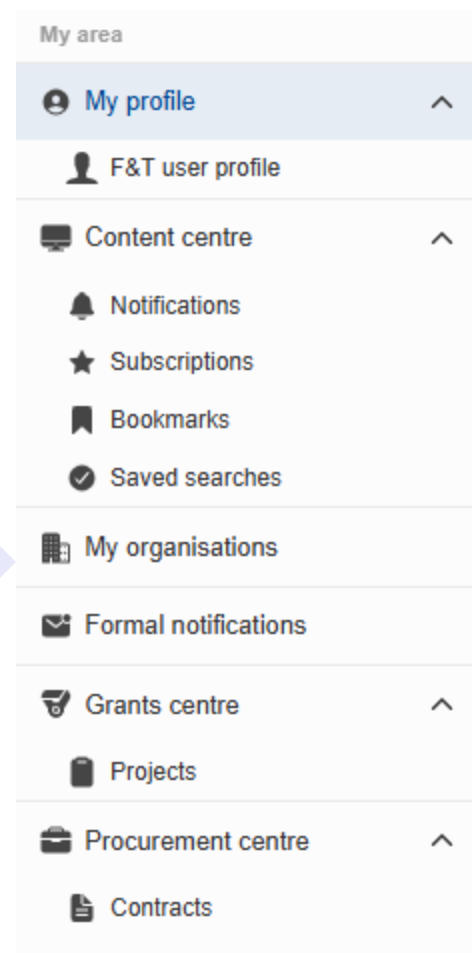 My area
My profile
F&T user profile
Content centre
Notifications
Subscriptions
Bookmarks
Saved searches
My organisations
Formal notifications
Grants centre
Projects
Procurement centre
Contracts